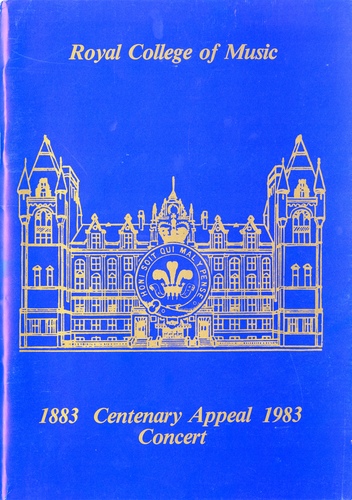 Royal College of Music
HONI SOIT QUI MAL Y PENSE
1883 Centenary Appeal 1983
Concert